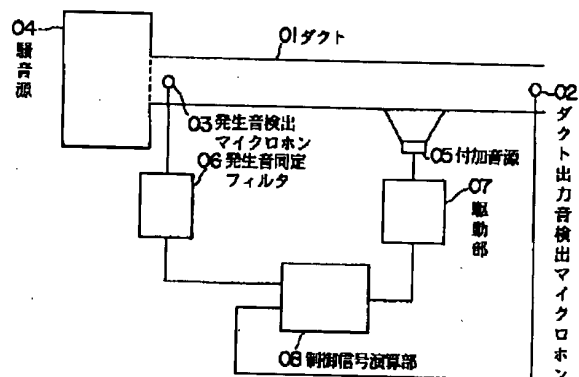 04
騒音源
01ダクト
03発生音検出
マイクロホン
06発生音同定
フィルタ
05付加音源
07
駆動部
02
ダクト出力音検出マイクロホン
08制御信号演算部